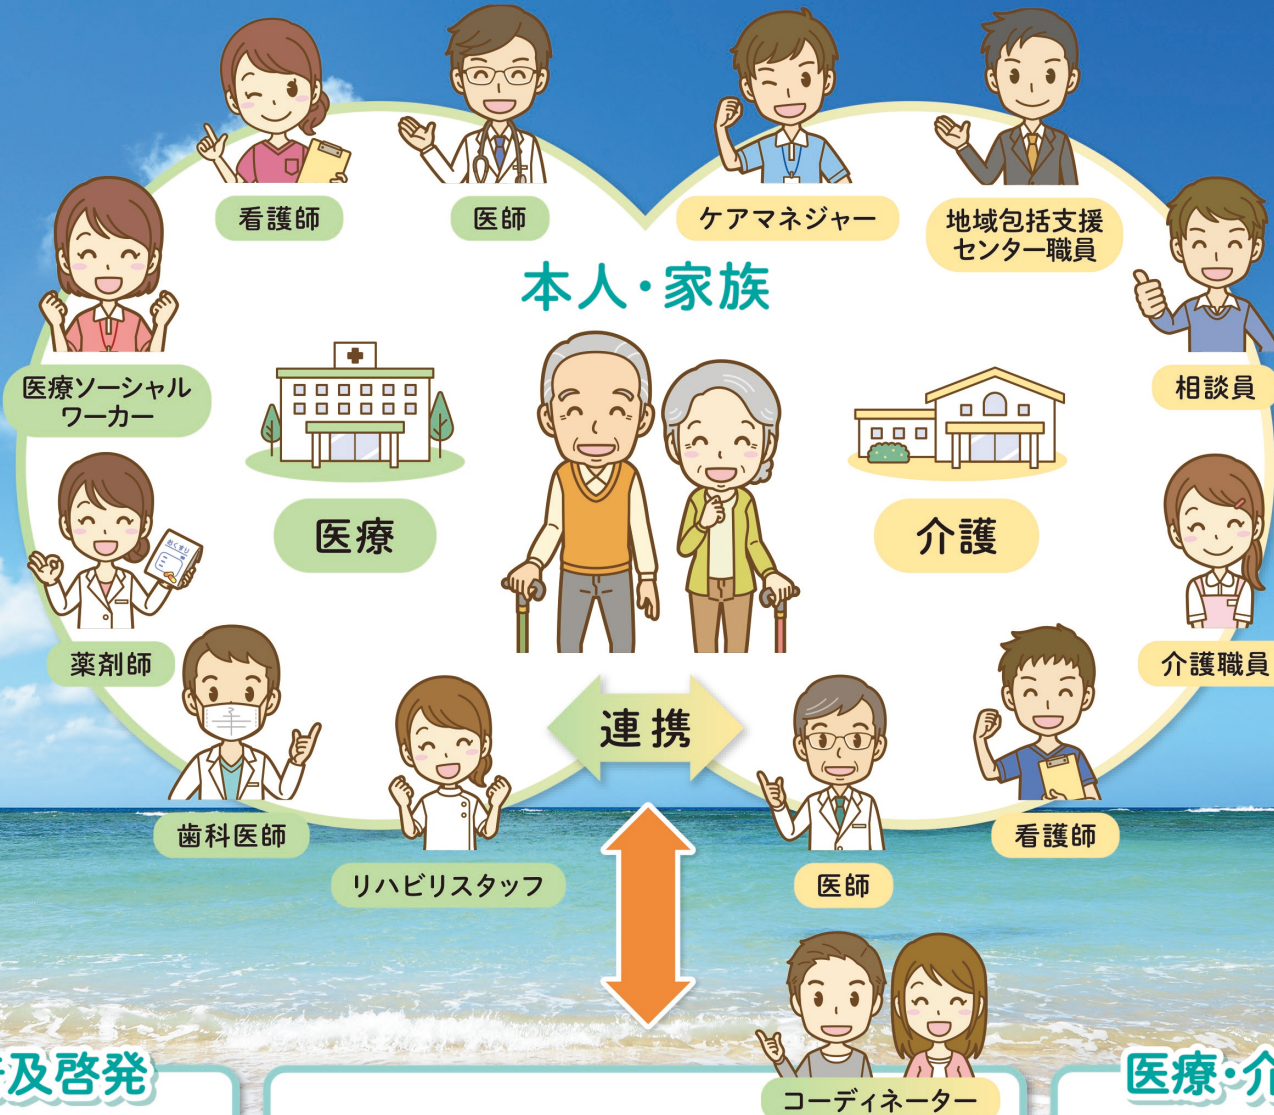 看護師
医師
ケアマネジャー
地域包括支援
センター職員
本人・家族
医療ソーシャル
ワーカー
相談員
医療
介護
おくすり
薬剤師
介護職員
連携
歯科医師
看護師
リハビリスタッフ
医師
及啓発
医療・介
コーディネーター